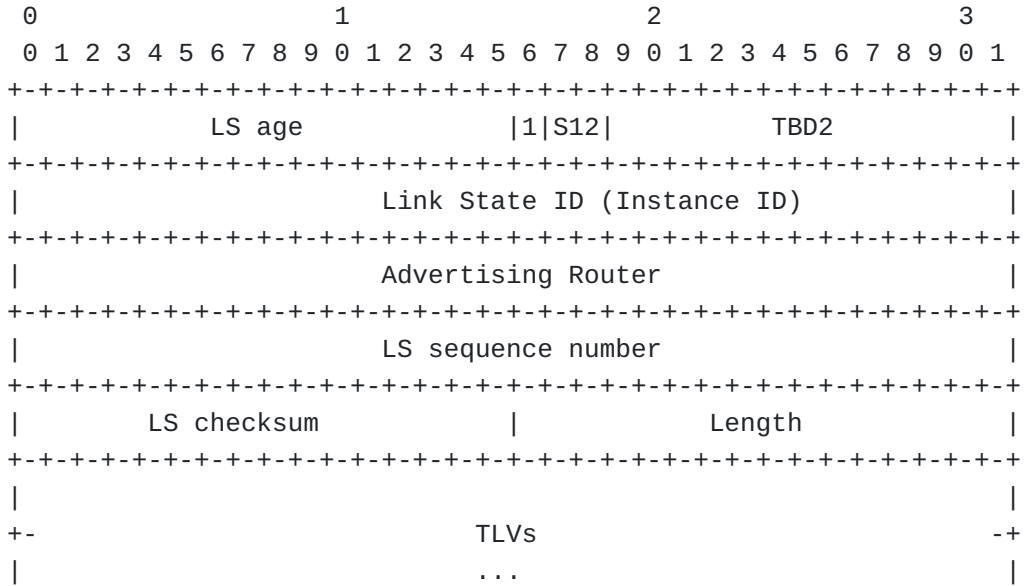 0                   1                   2                   3
 0 1 2 3 4 5 6 7 8 9 0 1 2 3 4 5 6 7 8 9 0 1 2 3 4 5 6 7 8 9 0 1
+-+-+-+-+-+-+-+-+-+-+-+-+-+-+-+-+-+-+-+-+-+-+-+-+-+-+-+-+-+-+-+-+
|            LS age             |1|S12|          TBD2           |
+-+-+-+-+-+-+-+-+-+-+-+-+-+-+-+-+-+-+-+-+-+-+-+-+-+-+-+-+-+-+-+-+
|                       Link State ID (Instance ID)             |
+-+-+-+-+-+-+-+-+-+-+-+-+-+-+-+-+-+-+-+-+-+-+-+-+-+-+-+-+-+-+-+-+
|                       Advertising Router                      |
+-+-+-+-+-+-+-+-+-+-+-+-+-+-+-+-+-+-+-+-+-+-+-+-+-+-+-+-+-+-+-+-+
|                       LS sequence number                      |
+-+-+-+-+-+-+-+-+-+-+-+-+-+-+-+-+-+-+-+-+-+-+-+-+-+-+-+-+-+-+-+-+
|        LS checksum            |            Length             |
+-+-+-+-+-+-+-+-+-+-+-+-+-+-+-+-+-+-+-+-+-+-+-+-+-+-+-+-+-+-+-+-+
|                                                               |
+-                            TLVs                             -+
|                             ...                               |